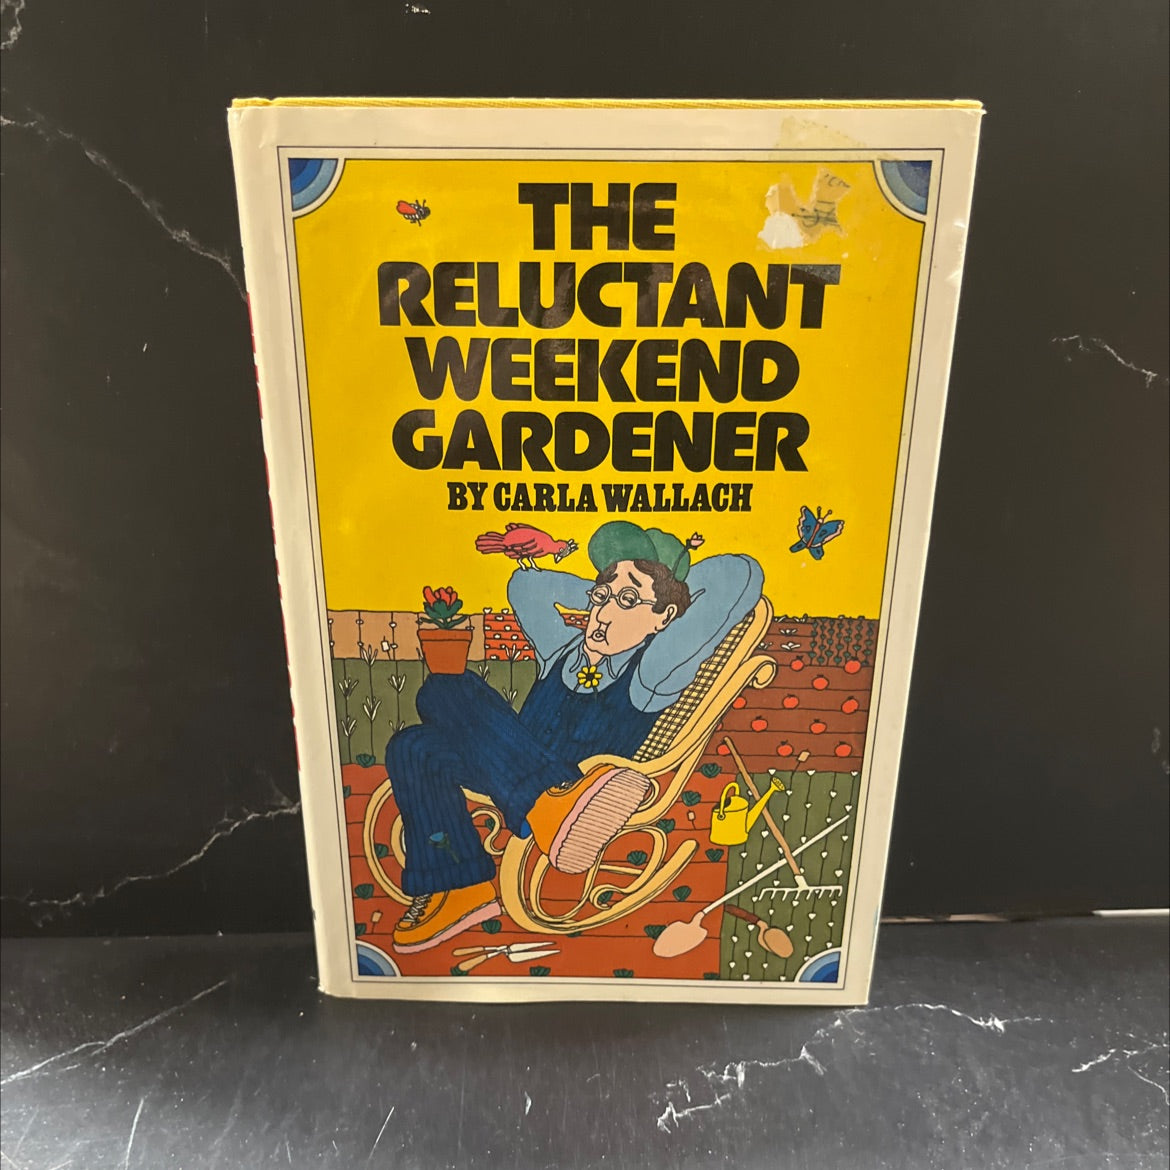 THE
RELUCTANT
WEEKEND
GARDENER
BY CARLA WALLACH